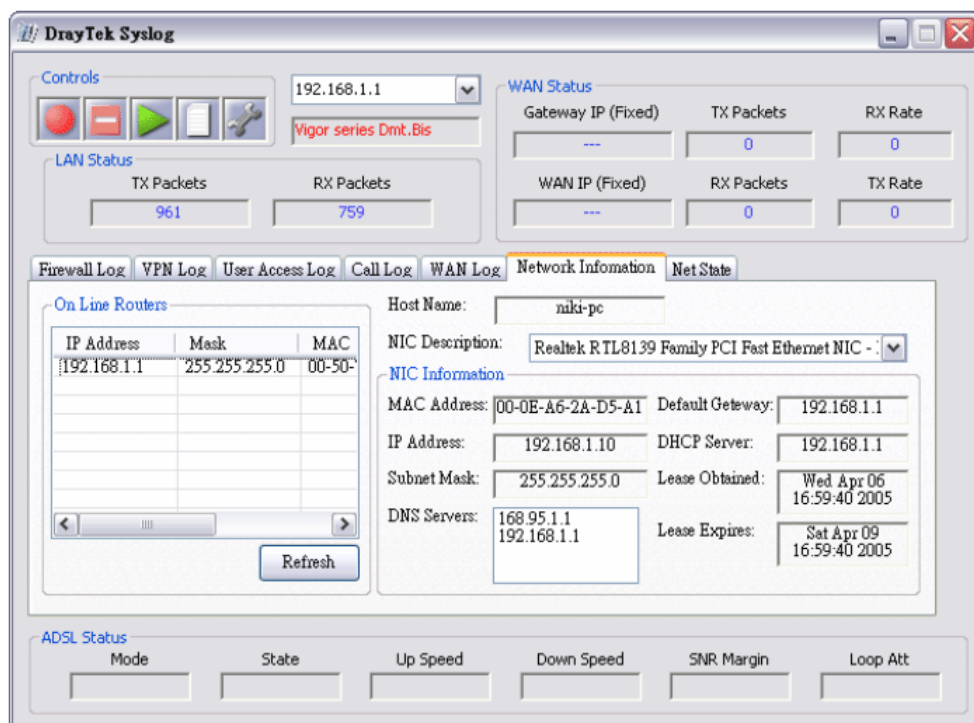 DrayTek Syslog
Controls
192.168.1.1
Vigor series Dmt.Bis
WAN Status
Gateway IP (Fixed) TX Packets RX Rate
--- 0 0
WAN IP (Fixed) RX Packets TX Rate
--- 0 0
LAN Status
TX Packets RX Packets
961 759
Firewall Log VPN Log User Access Log Call Log WAN Log Network Infomation Net State
On Line Routers
IP Address Mask MAC
192.168.1.1 255.255.255.0 00-50-
Refresh
Host Name: niki-pc
NIC Description: Realtek RTL8139 Family PCI Fast Ethernet NIC -
NIC Information
MAC Address: 00-0E-A6-2A-D5-A1 Default Geteway: 192.168.1.1
IP Address: 192.168.1.10 DHCP Server: 192.168.1.1
Subnet Mask: 255.255.255.0 Lease Obtained: Wed Apr 06
16:59:40 2005
DNS Servers: 168.95.1.1
192.168.1.1
Lease Expires: Sat Apr 09
16:59:40 2005
ADSL Status
Mode State Up Speed Down Speed SNR Margin Loop Att